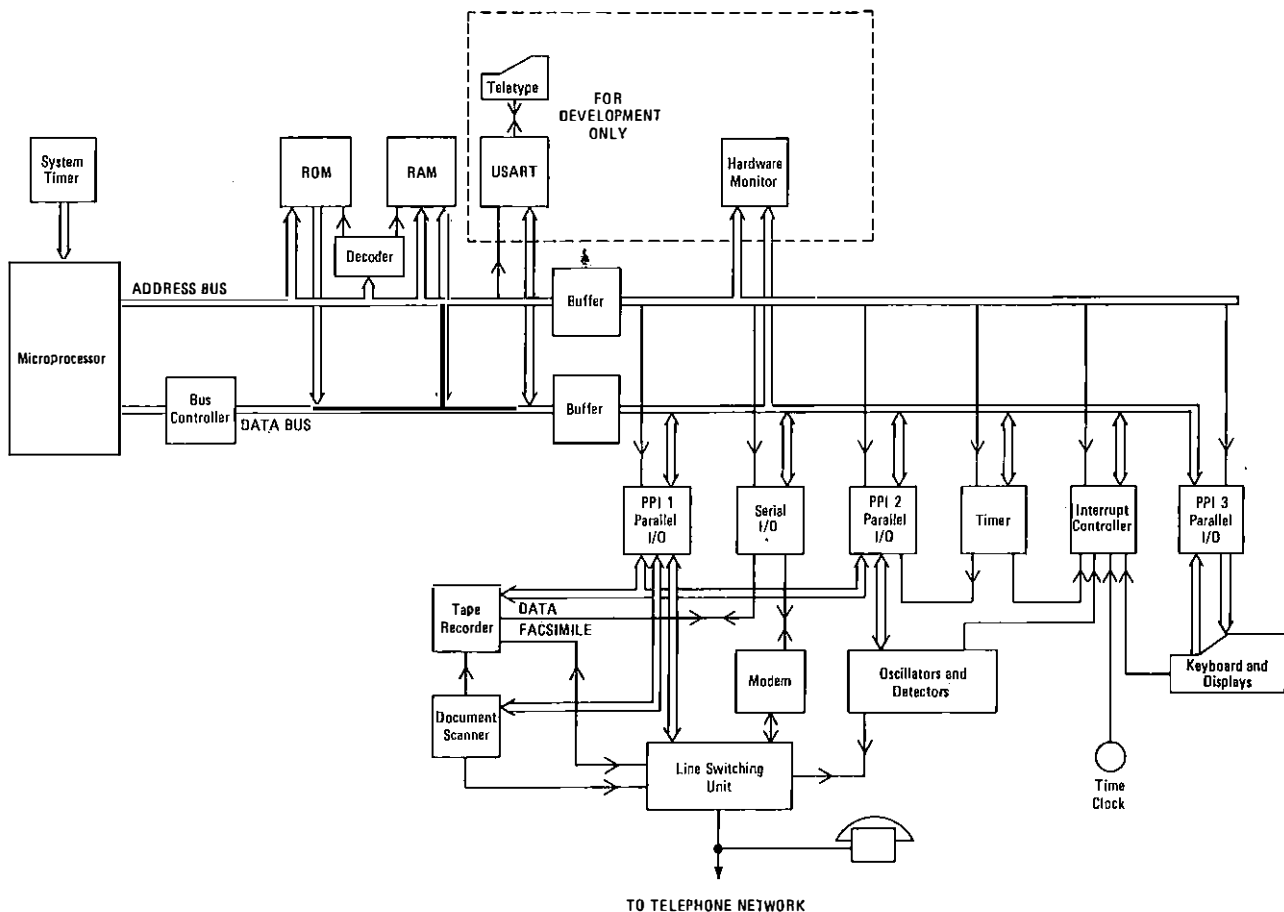 Teletype
FOR
DEVELOPMENT
ONLY
System
Timer
ROM
RAM
USART
Hardware
Monitor
Decoder
ADDRESS BUS
Buffer
Microprocessor
Bus
Controller
DATA BUS
Buffer
PPI 1
Parallel
I/O
Serial
I/O
PPI 2
Parallel
I/O
Timer
Interrupt
Controller
PPI 3
Parallel
I/O
Tape
Recorder
DATA
FACSIMILE
Modem
Oscillators and
Detectors
Keyboard and
Displays
Document
Scanner
Line Switching
Unit
Time
Clock
TO TELEPHONE NETWORK